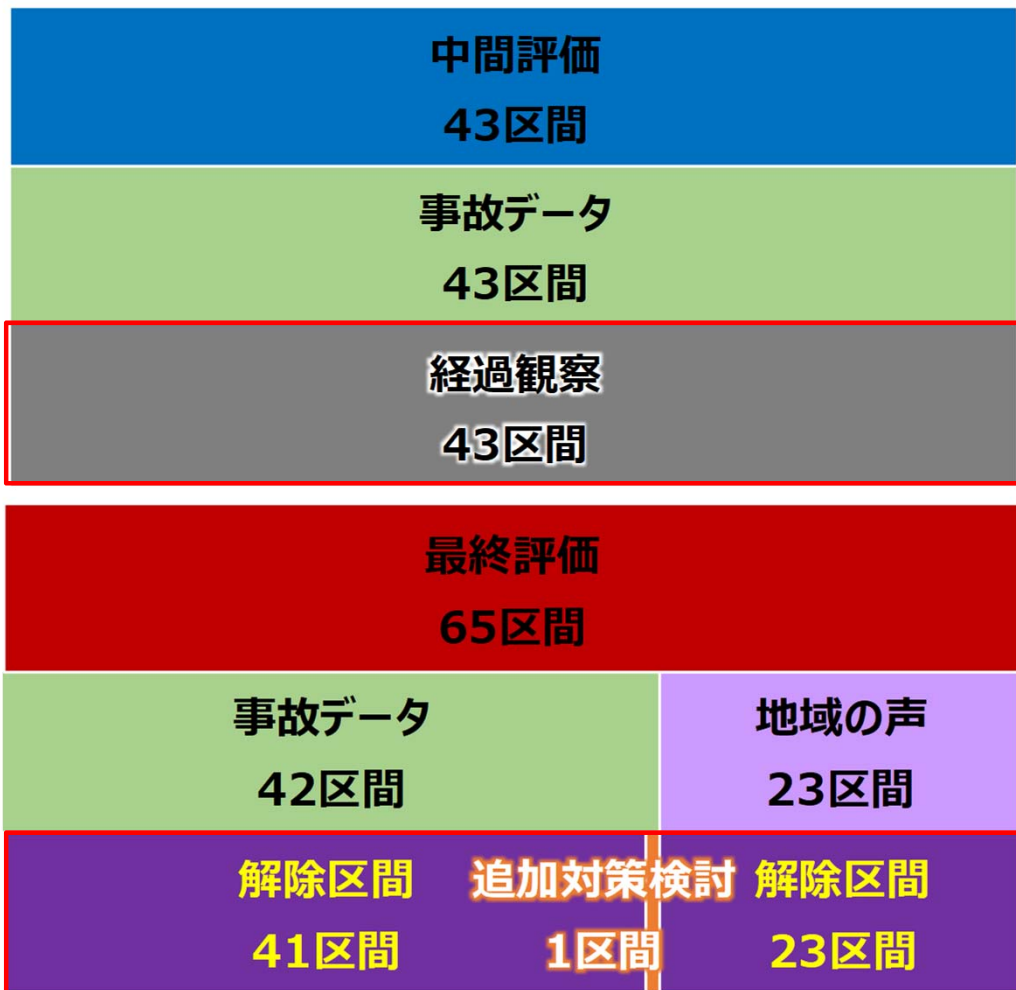 中間評価
43区間
事故データ
43区間
経過観察
43区間
最終評価
65区間
事故データ
42区間
地域の声
23区間
解除区間
41区間
追加対策検討
1区間
解除区間
23区間